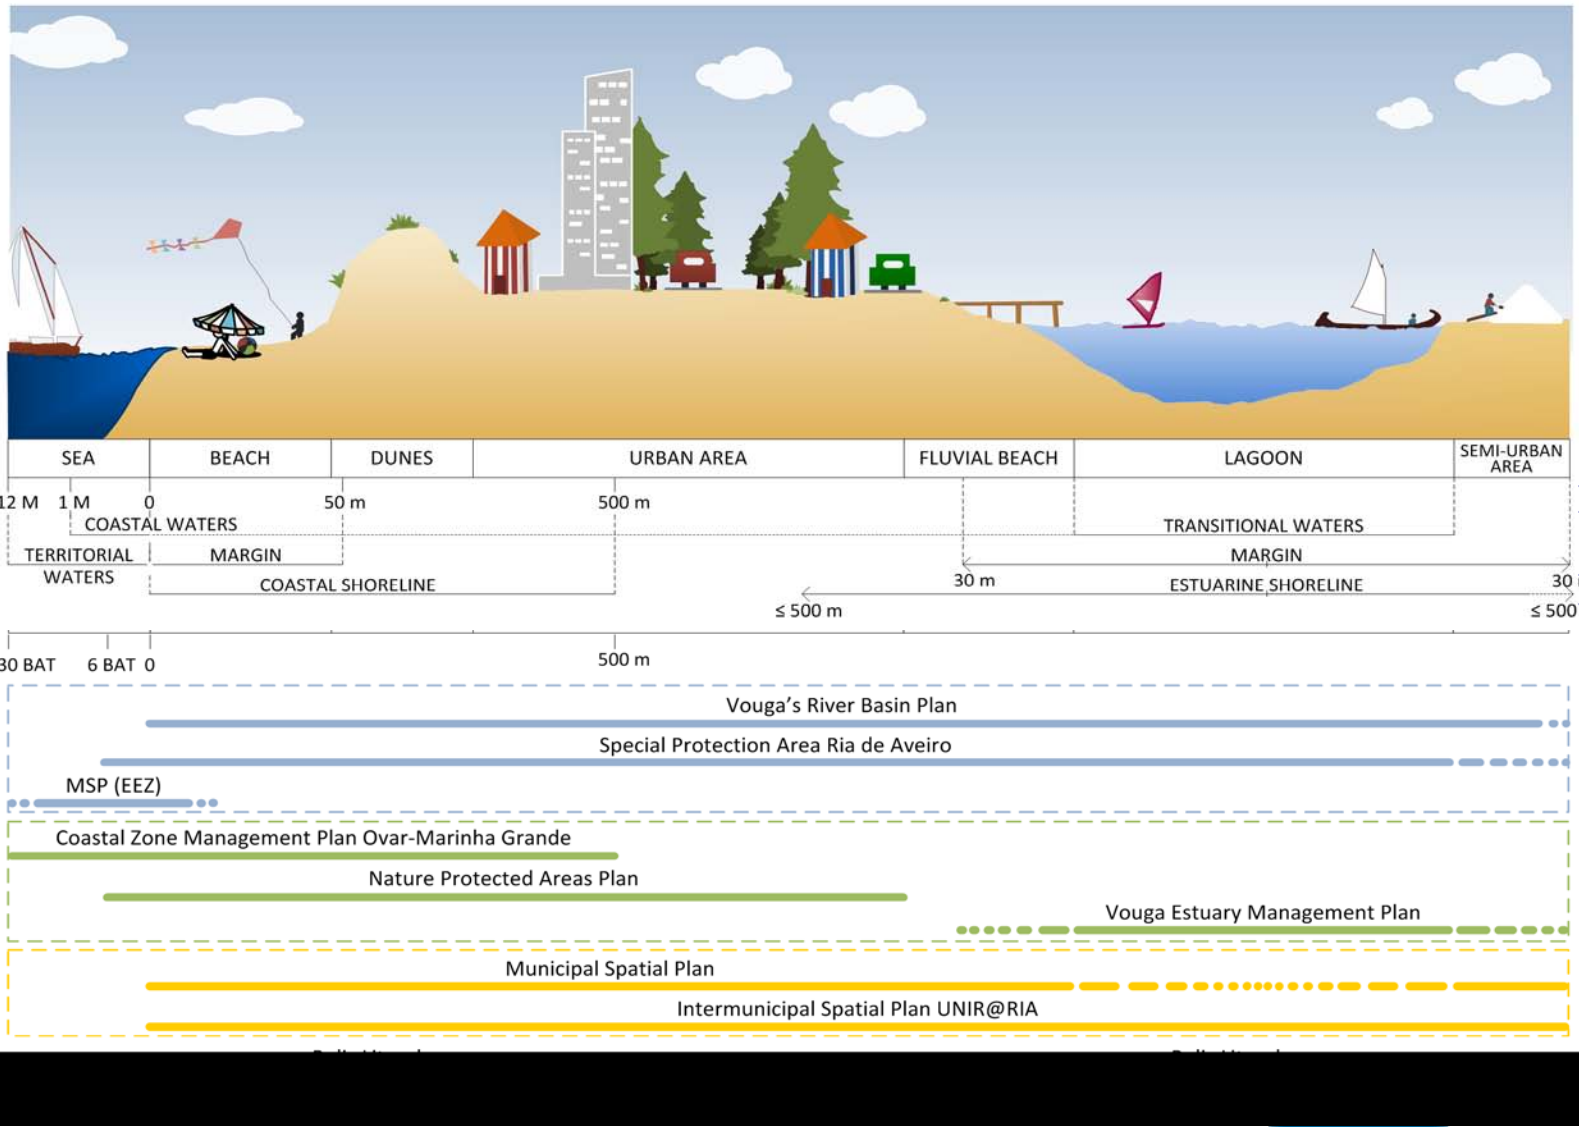 SEA
BEACH
DUNES
URBAN AREA
FLUVIAL BEACH
LAGOON
SEMI-URBAN
AREA
12 M 1 M 0 50 m 500 m
COASTAL WATERS
TRANSITIONAL WATERS
TERRITORIAL
WATERS
MARGIN
MARGIN
COASTAL SHORELINE
30 m
ESTUARINE SHORELINE
30
≤ 500 m
≤ 500
30 BAT 6 BAT 0 500 m
Vouga’s River Basin Plan
Special Protection Area Ria de Aveiro
MSP (EEZ)
Coastal Zone Management Plan Ovar-Marinha Grande
Nature Protected Areas Plan
Vouga Estuary Management Plan
Municipal Spatial Plan
Intermunicipal Spatial Plan UNIR@RIA